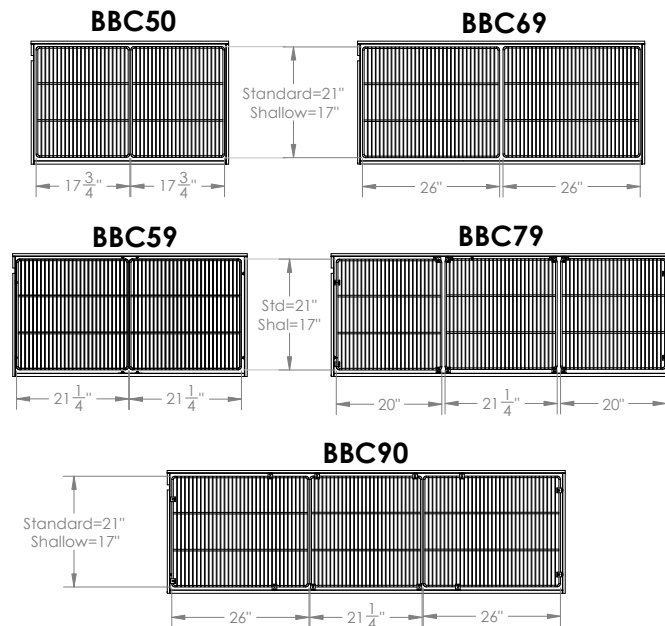 BBC50
BBC69
Standard=21"
Shallow=17"
17 3/4"
17 3/4"
26"
26"
BBC59
BBC79
Std=21"
Shal=17"
21 1/4"
21 1/4"
20"
21 1/4"
20"
BBC90
Standard=21"
Shallow=17"
26"
21 1/4"
26"